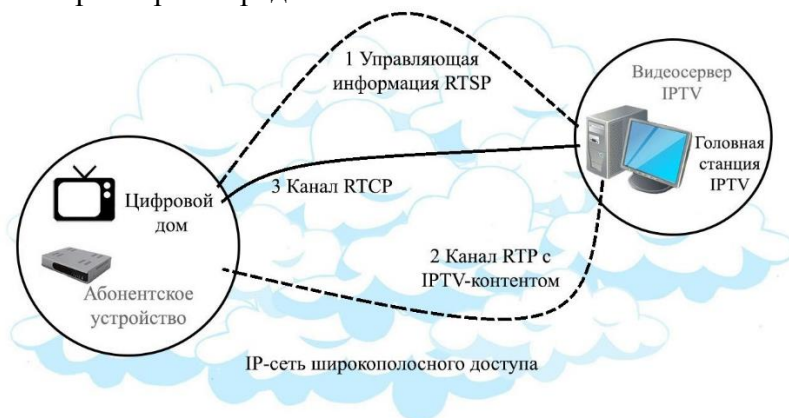 1 Управляющая
информация RTSP
Видеосервер
IPTV
Головная
станция
IPTV
3 Канал RTCP
Цифровой
дом
2 Канал RTP с
IPTV-контентом
Абонентское
устройство
IP-сеть широкополосного доступа